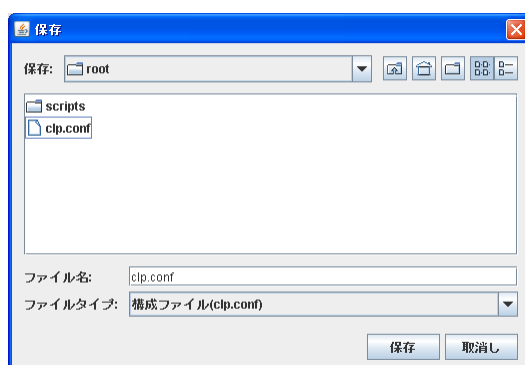 保存
保存: root
scripts
clp.conf
ファイル名: clp.conf
ファイルタイプ: 構成ファイル(clp.conf)
保存 取消し